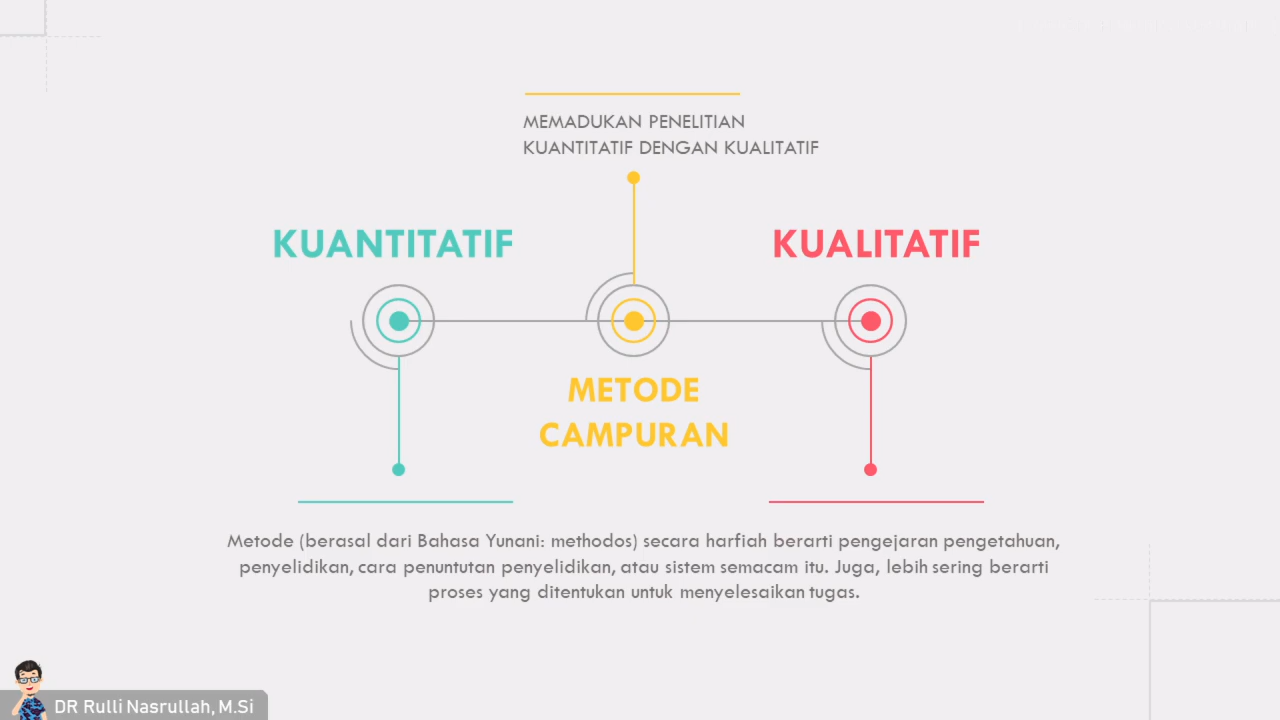 MEMADUKAN PENELITIAN
KUANTITATIF DENGAN KUALITATIF
KUANTITATIF
KUALITATIF
METODE
CAMPURAN
Metode (berasal dari Bahasa Yunani: methodos) secara harfiah berarti pengejaran pengetahuan,
penyelidikan, cara penuntutan penyelidikan, atau sistem semacam itu. Juga, lebih sering berarti
proses yang ditentukan untuk menyelesaikan tugas.
DR Rulli Nasrullah, M.Si